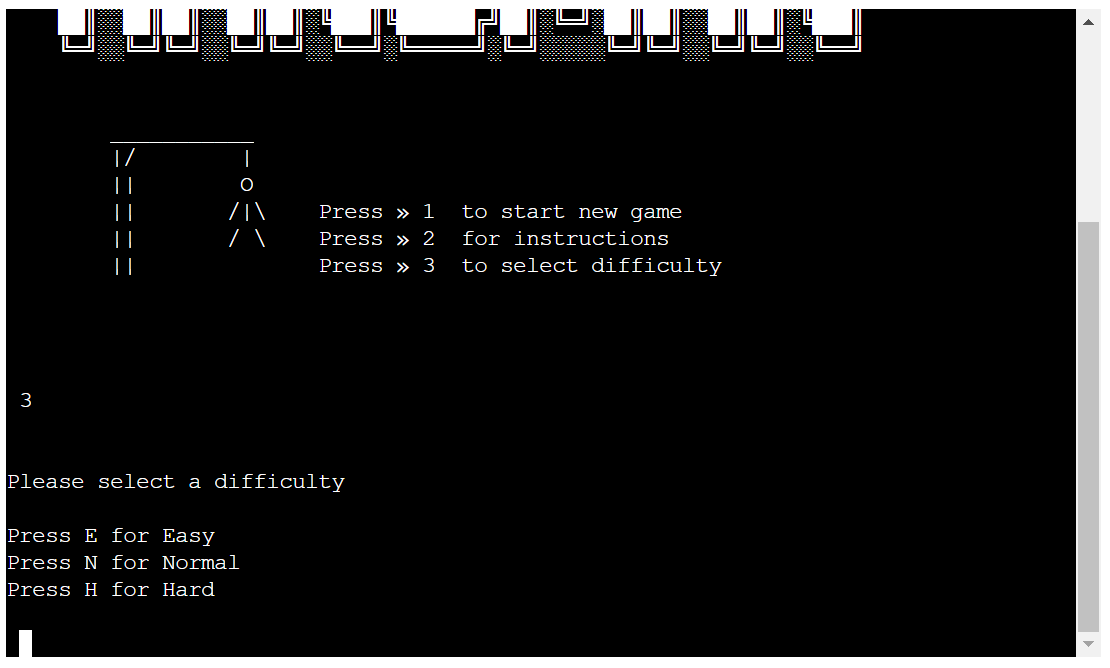 Press » 1 to start new game
Press » 2 for instructions
Press » 3 to select difficulty
3
Please select a difficulty
Press E for Easy
Press N for Normal
Press H for Hard